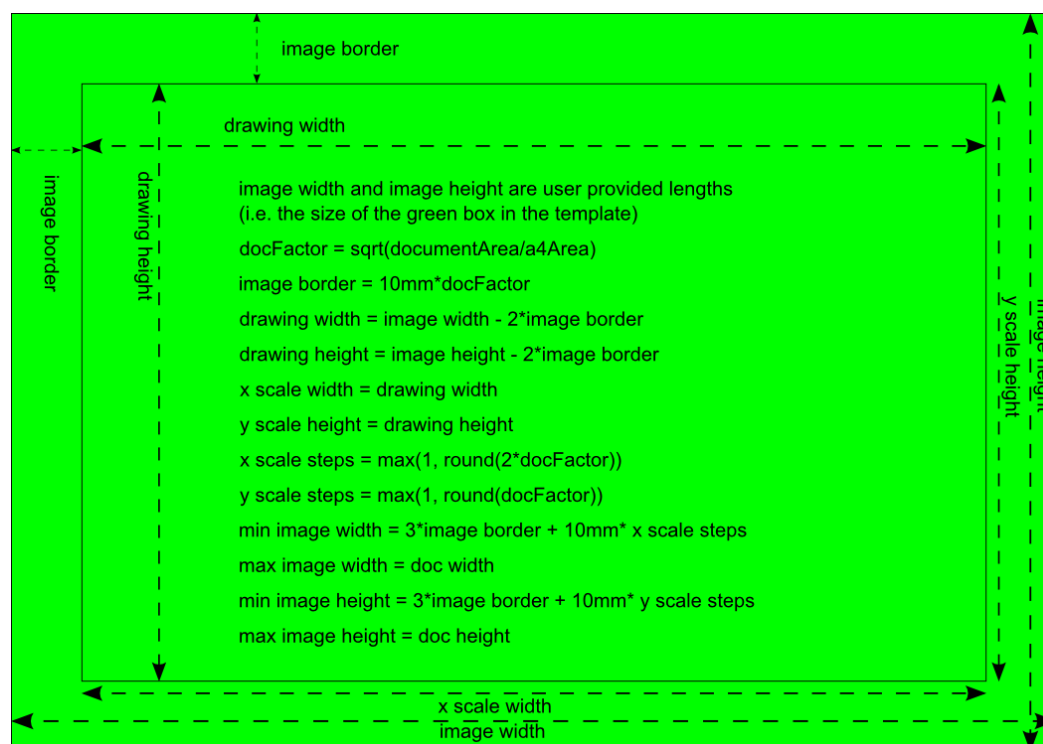 image border
drawing width
image border
drawing height
image width and image height are user provided lengths
(i.e. the size of the green box in the template)
docFactor = sqrt(documentArea/a4Area)
image border = 10mm*docFactor
drawing width = image width - 2*image border
drawing height = image height - 2*image border
x scale width = drawing width
y scale height = drawing height
x scale steps = max(1, round(2*docFactor))
y scale steps = max(1, round(docFactor))
min image width = 3*image border + 10mm* x scale steps
max image width = doc width
min image height = 3*image border + 10mm* y scale steps
max image height = doc height
y scale height
image height
x scale width
image width